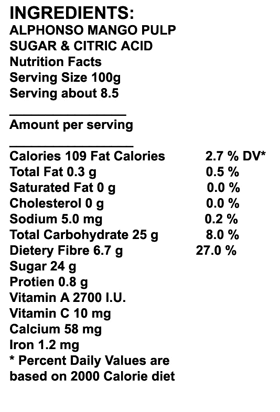 INGREDIENTS:
ALPHONSO MANGO PULP
SUGAR & CITRIC ACID
Nutrition Facts
Serving Size 100g
Serving about 8.5
Amount per serving
Calories 109 Fat Calories 2.7 % DV*
Total Fat 0.3 g 0.5 %
Saturated Fat 0 g 0.0 %
Cholesterol 0 g 0.0 %
Sodium 5.0 mg 0.2 %
Total Carbohydrate 25 g 8.0 %
Dietery Fibre 6.7 g 27.0 %
Sugar 24 g
Protien 0.8 g
Vitamin A 2700 I.U.
Vitamin C 10 mg
Calcium 58 mg
Iron 1.2 mg
* Percent Daily Values are
based on 2000 Calorie diet